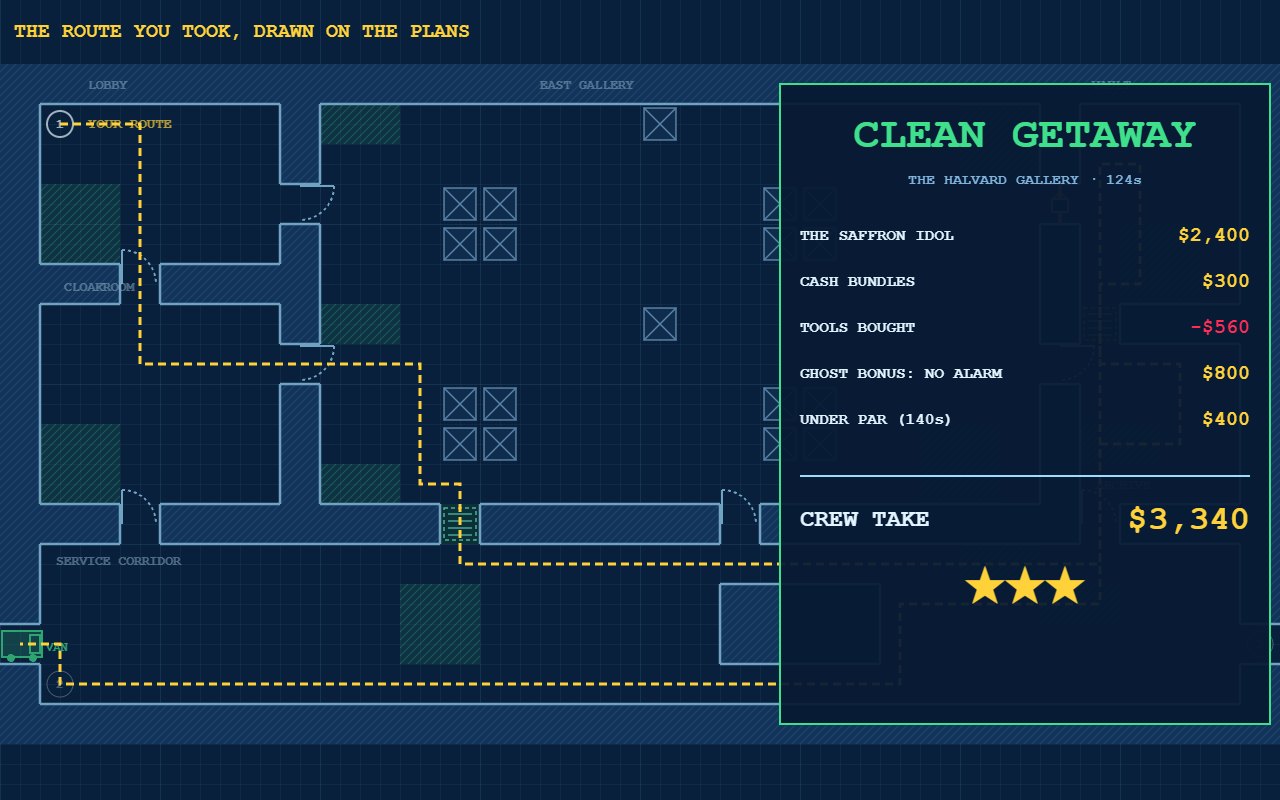 THE ROUTE YOU TOOK, DRAWN ON THE PLANS
LOBBY
EAST GALLERY
VAULT
1
YOUR ROUTE
CLOAKROOM
SERVICE CORRIDOR
VAN
2
CLEAN GETAWAY
THE HALVARD GALLERY · 124s
THE SAFFRON IDOL $2,400
CASH BUNDLES $300
TOOLS BOUGHT -$560
GHOST BONUS: NO ALARM $800
UNDER PAR (140s) $400
CREW TAKE $3,340